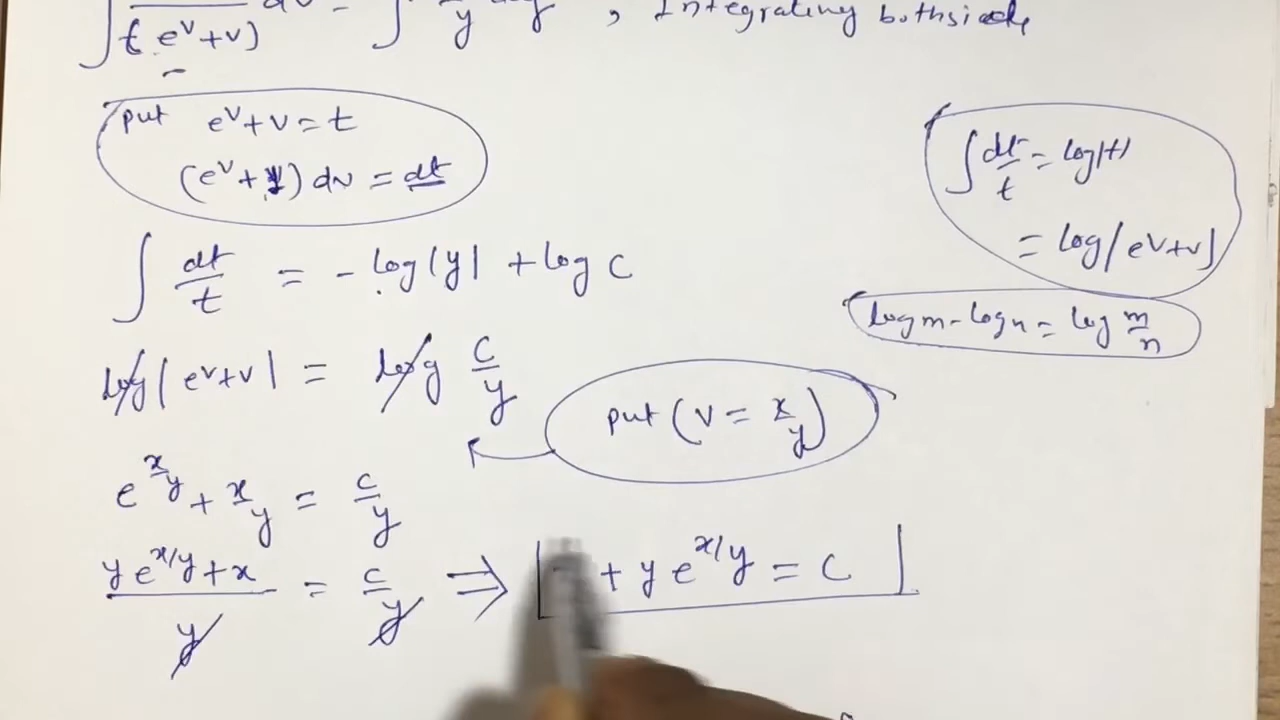 ∫ ─── dv = ∫ ─ dy , Integrating bothside
(e^v+v)
put e^v+v=t
(e^v+1) dv = dt
∫ dt/t = log|t|
= log|e^v+v|
∫ dt/t = -log|y| + log c
log m - log n = log m/n
log|e^v+v| = log c/y
put (v = x/y)
e^x/y + x/y = c/y
ye^x/y+x/y = c/y ⇒ + y e^x/y = c